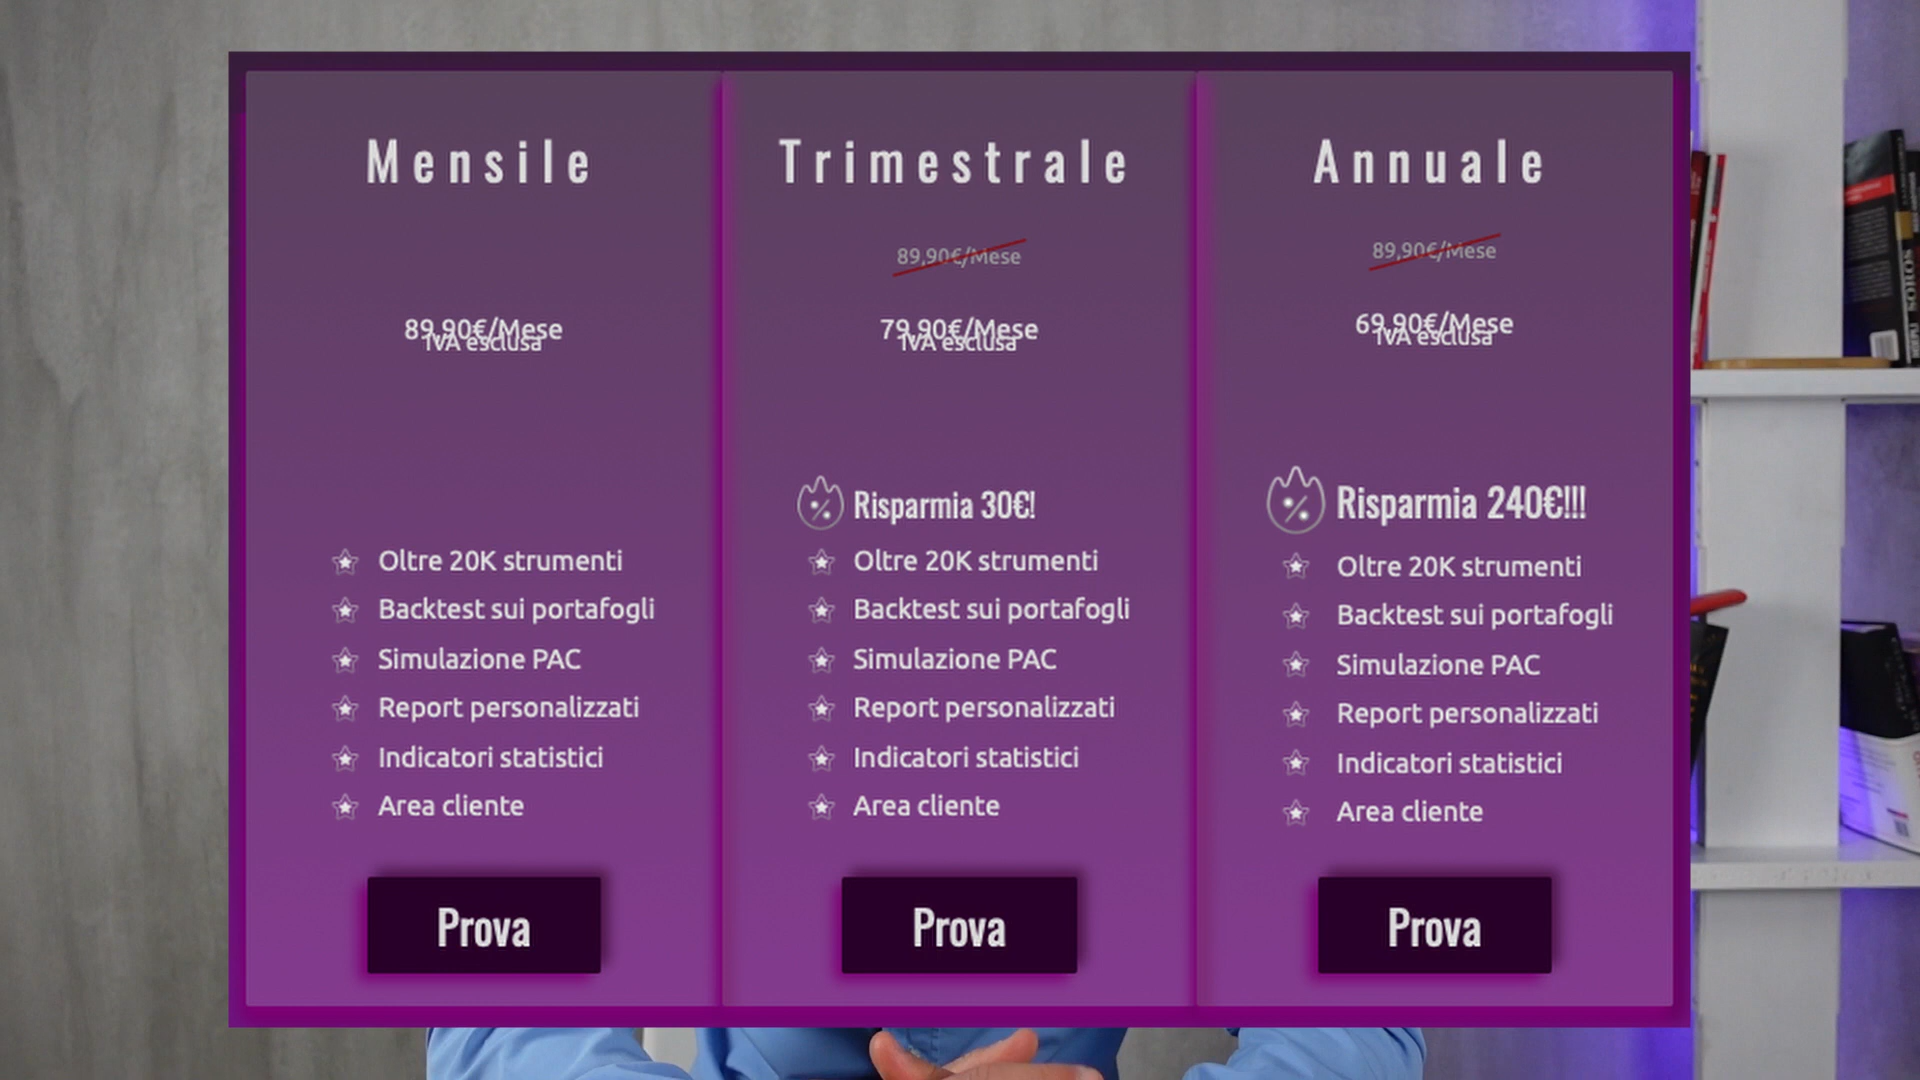 Mensile
89,90€/Mese
IVA esclusa
Oltre 20K strumenti
Backtest sui portafogli
Simulazione PAC
Report personalizzati
Indicatori statistici
Area cliente
Prova
Trimestrale
89,90€/Mese
79,90€/Mese
IVA esclusa
Risparmia 30€!
Oltre 20K strumenti
Backtest sui portafogli
Simulazione PAC
Report personalizzati
Indicatori statistici
Area cliente
Prova
Annuale
89,90€/Mese
69,90€/Mese
IVA esclusa
Risparmia 240€!!!
Oltre 20K strumenti
Backtest sui portafogli
Simulazione PAC
Report personalizzati
Indicatori statistici
Area cliente
Prova
SOROS